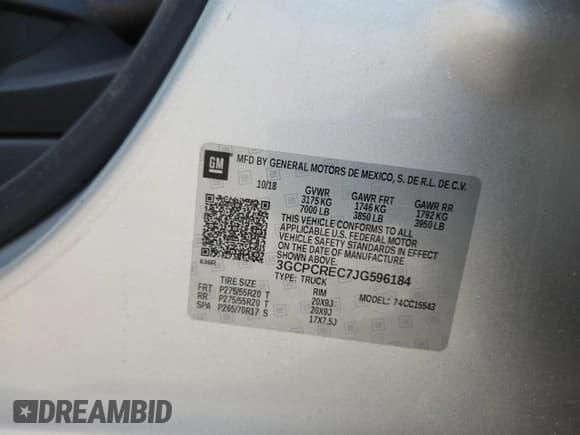 GM MFD BY GENERAL MOTORS DE MEXICO, S. DE R.L. DE C.V.
10/18 GVWR GAWR FRT GAWR RR
3175 KG 1746 KG 1792 KG
7000 LB 3850 LB 3950 LB
THIS VEHICLE CONFORMS TO ALL
APPLICABLE U.S. FEDERAL MOTOR
VEHICLE SAFETY STANDARDS IN EFFECT
ON THE DATE OF MANUFACTURE
SHOWN ABOVE.
636R 3GCPCREC7JG596184
TYPE: TRUCK
TIRE SIZE RIM MODEL: 74CC15543
FRT P275/55R20 T 20X9J
RR P275/55R20 T 20X9J
SPA P265/70R17 S 17X7.5J
DREAMBID